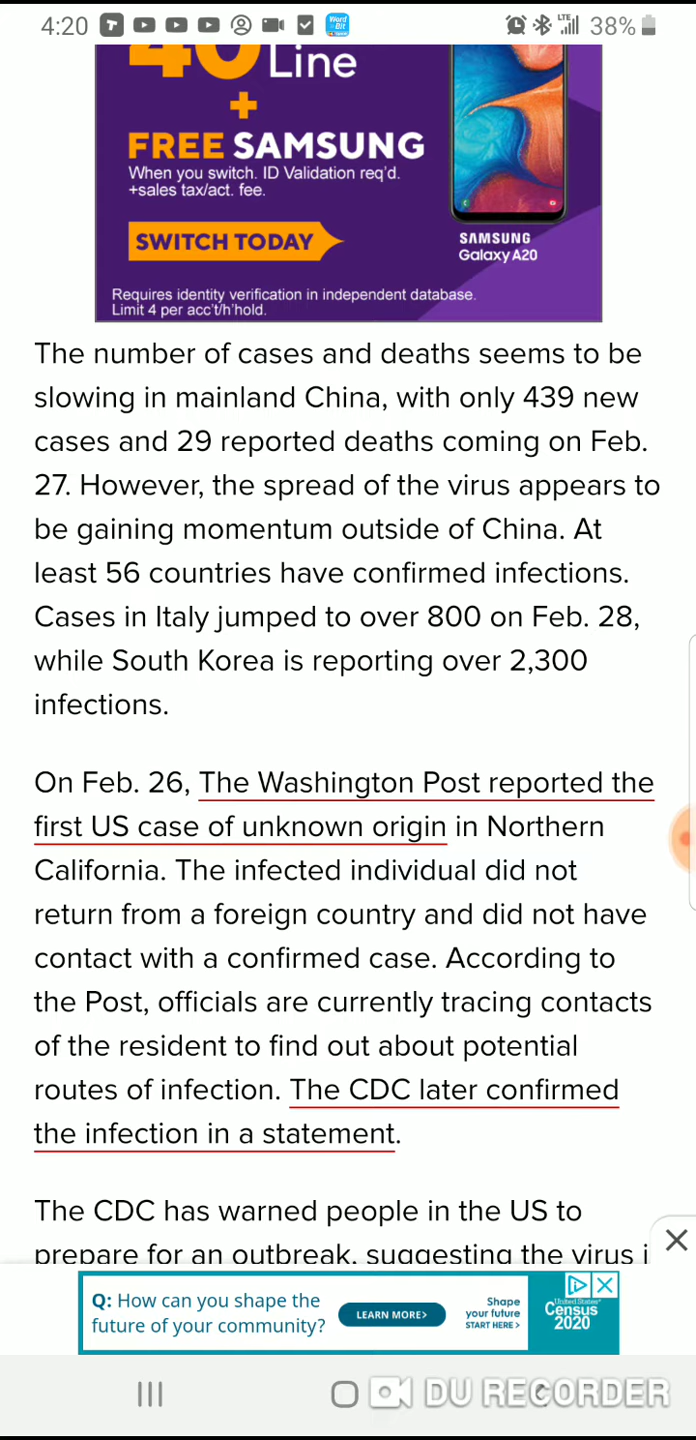 4:20
38%
40 Line
+
FREE SAMSUNG
When you switch. ID Validation req'd.
+sales tax/act. fee.
SWITCH TODAY
SAMSUNG
Galaxy A20
Requires identity verification in independent database.
Limit 4 per acc't/h'hold.
The number of cases and deaths seems to be
slowing in mainland China, with only 439 new
cases and 29 reported deaths coming on Feb.
27. However, the spread of the virus appears to
be gaining momentum outside of China. At
least 56 countries have confirmed infections.
Cases in Italy jumped to over 800 on Feb. 28,
while South Korea is reporting over 2,300
infections.
On Feb. 26, The Washington Post reported the
first US case of unknown origin in Northern
California. The infected individual did not
return from a foreign country and did not have
contact with a confirmed case. According to
the Post, officials are currently tracing contacts
of the resident to find out about potential
routes of infection. The CDC later confirmed
the infection in a statement.
The CDC has warned people in the US to
prepare for an outbreak, suggesting the virus i
Q: How can you shape the
future of your community?
LEARN MORE>
Shape
your future
START HERE >
United States
Census
2020
DU RECORDER